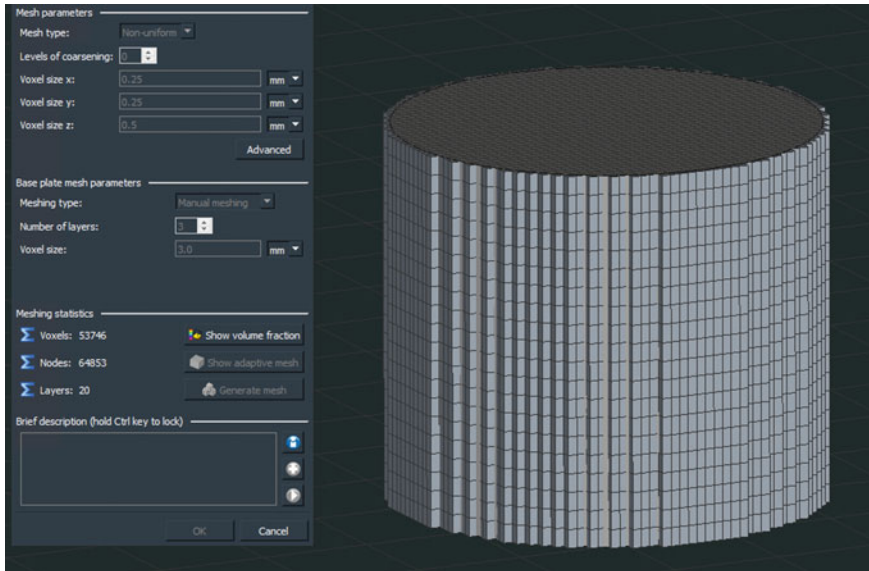 Mesh parameters
Mesh type: Non-uniform
Levels of coarsening: 0
Voxel size x: 0.25 mm
Voxel size y: 0.25 mm
Voxel size z: 0.5 mm
Advanced
Base plate mesh parameters
Meshing type: Manual meshing
Number of layers: 3
Voxel size: 3.0 mm
Meshing statistics
Voxels: 53746 Show volume fraction
Nodes: 64853 Show adaptive mesh
Layers: 20 Generate mesh
Brief description (hold Ctrl key to lock)
OK Cancel